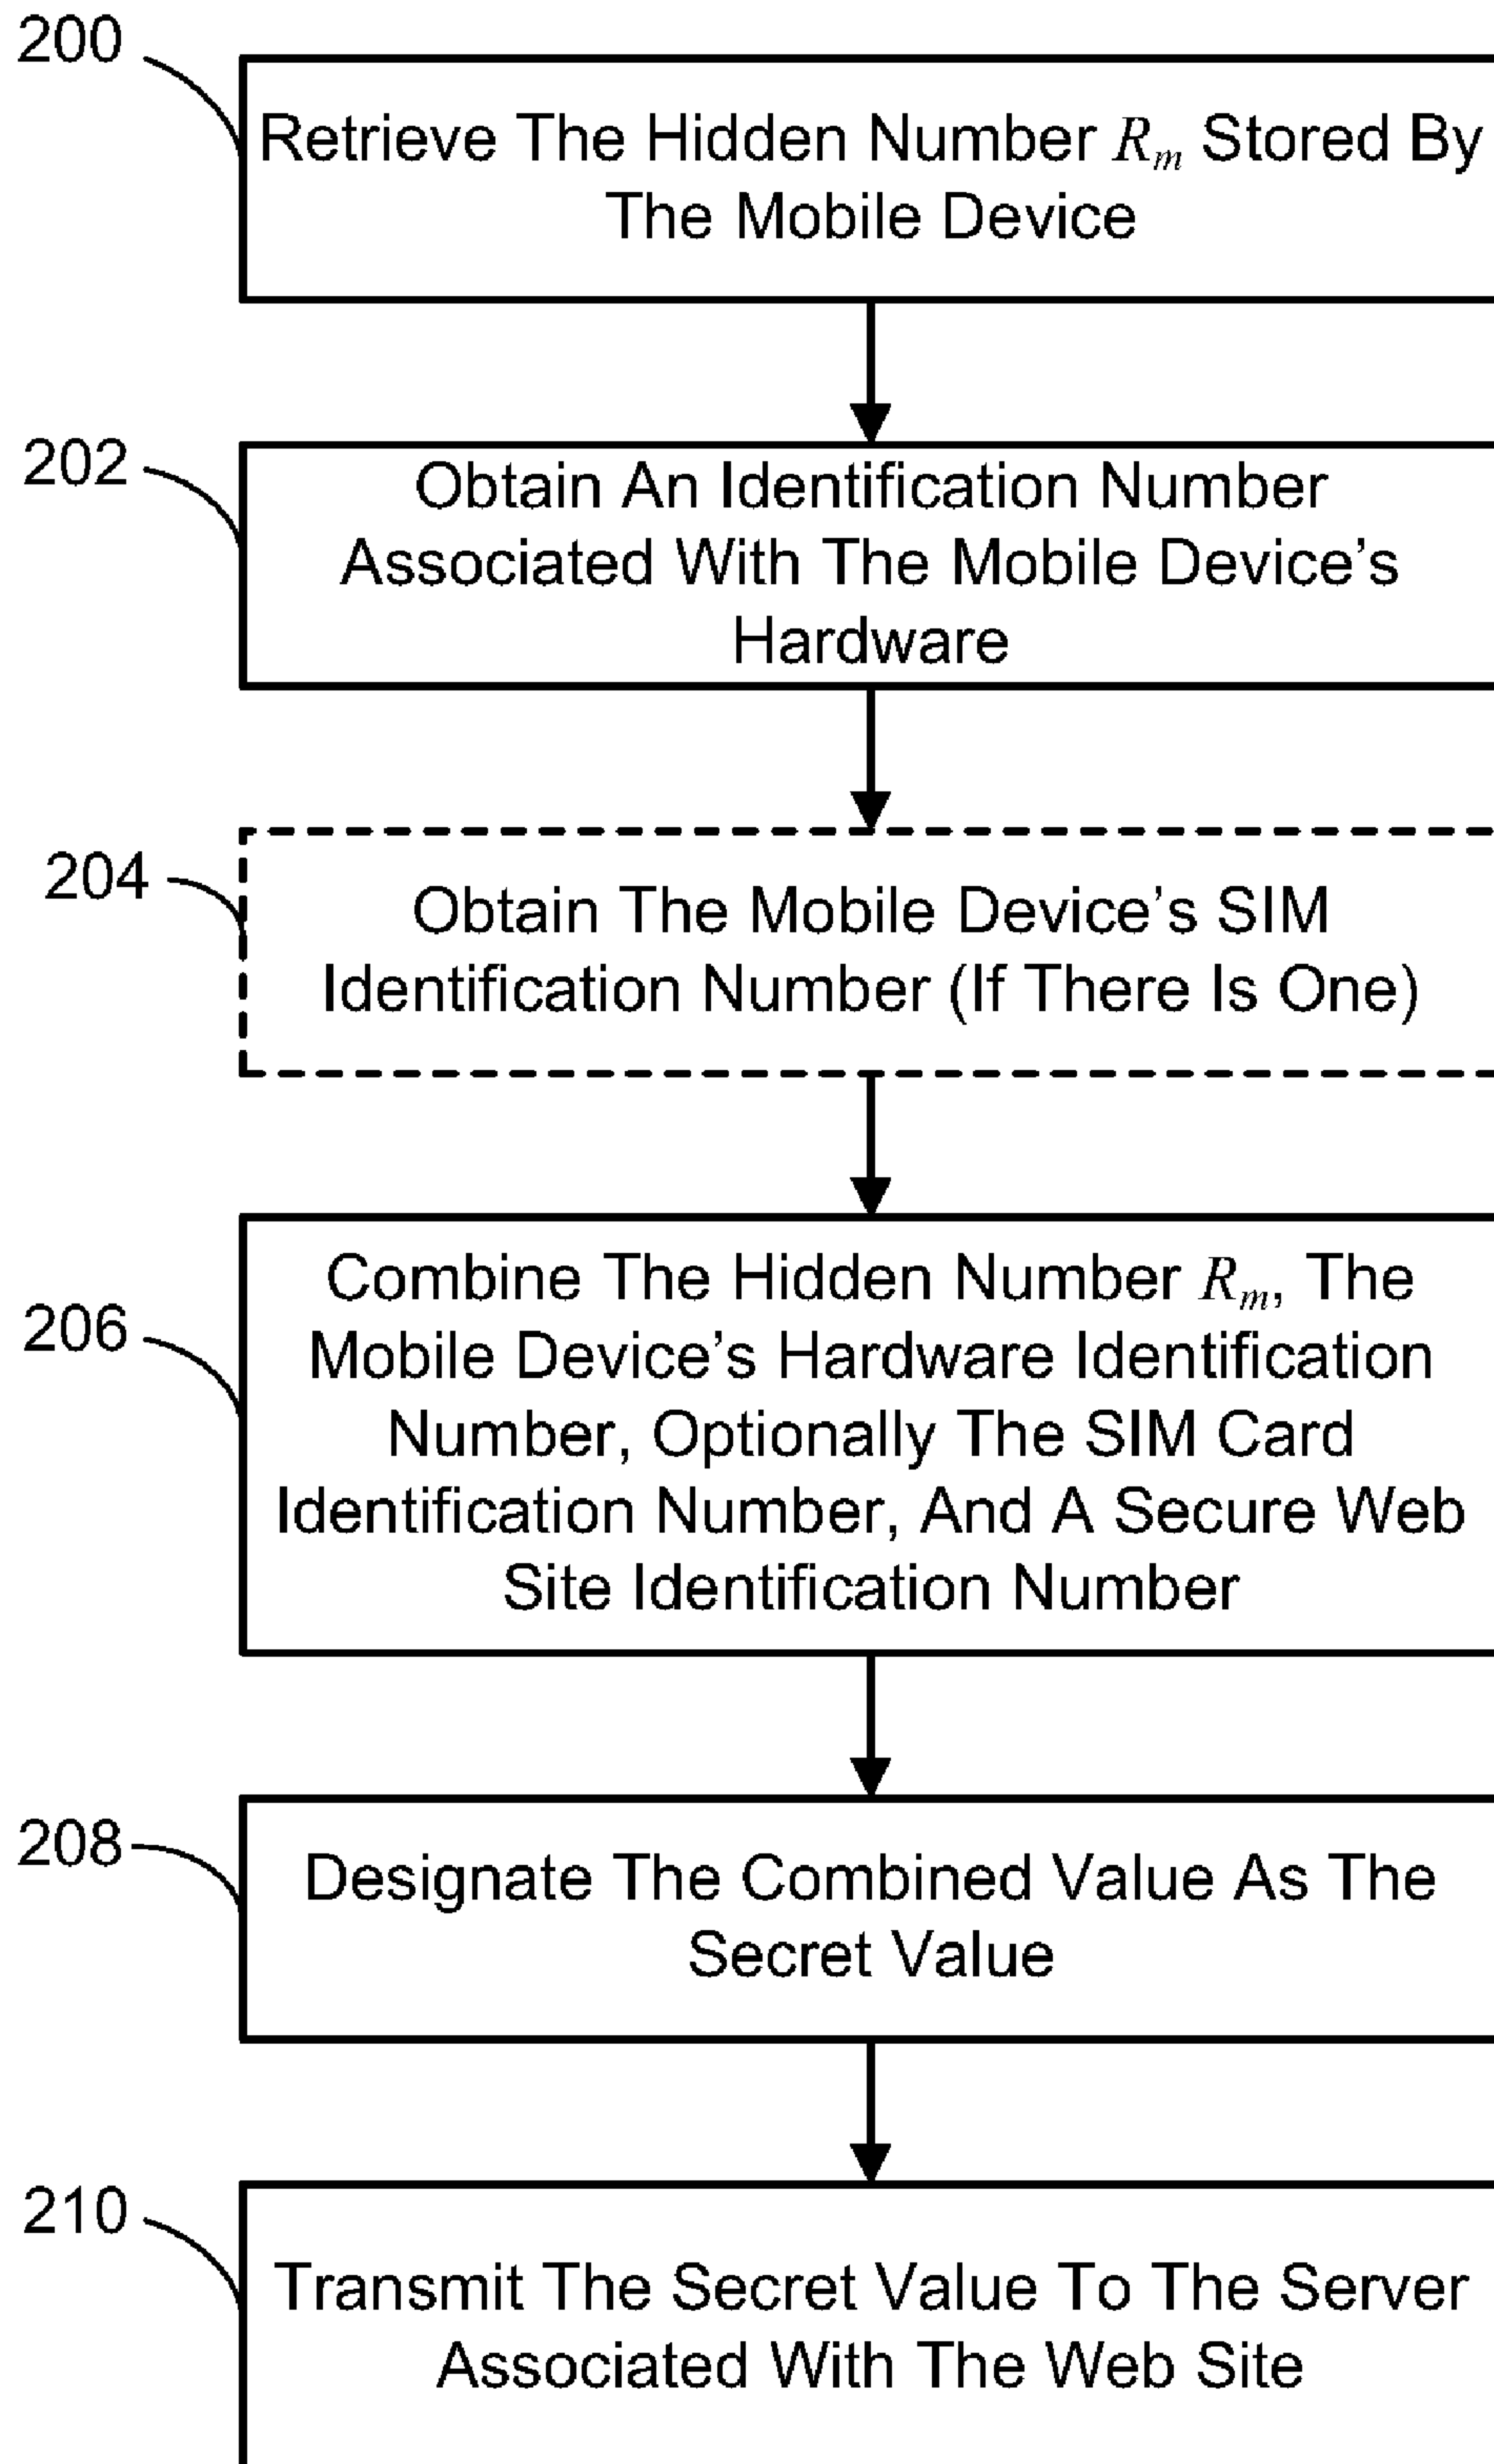 200
Retrieve The Hidden Number Rm Stored By
The Mobile Device
202
Obtain An Identification Number
Associated With The Mobile Device’s
Hardware
204
Obtain The Mobile Device’s SIM
Identification Number (If There Is One)
206
Combine The Hidden Number Rm, The
Mobile Device’s Hardware Identification
Number, Optionally The SIM Card
Identification Number, And A Secure Web
Site Identification Number
208
Designate The Combined Value As The
Secret Value
210
Transmit The Secret Value To The Server
Associated With The Web Site